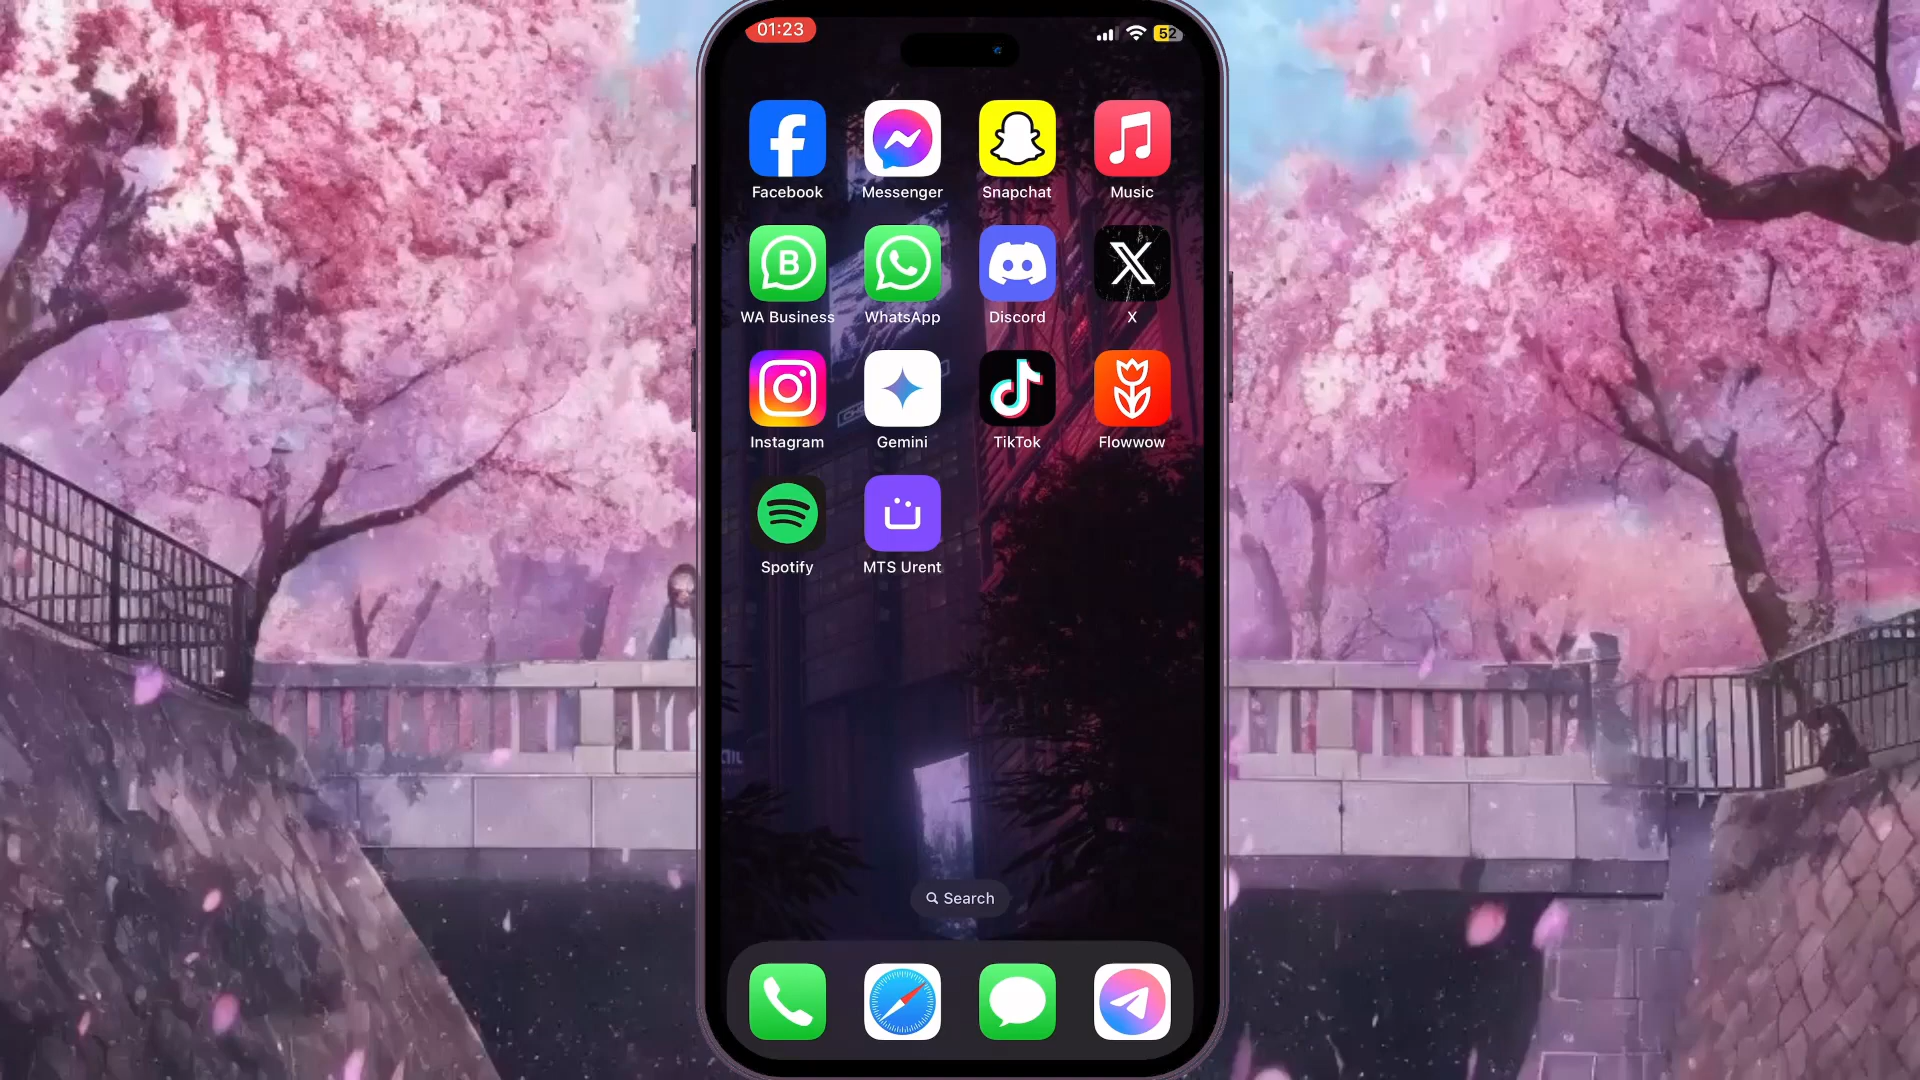 01:23
52
Facebook
Messenger
Snapchat
Music
B
WA Business
WhatsApp
Discord
X
Instagram
Gemini
TikTok
Flowwow
Spotify
MTS Urent
Search